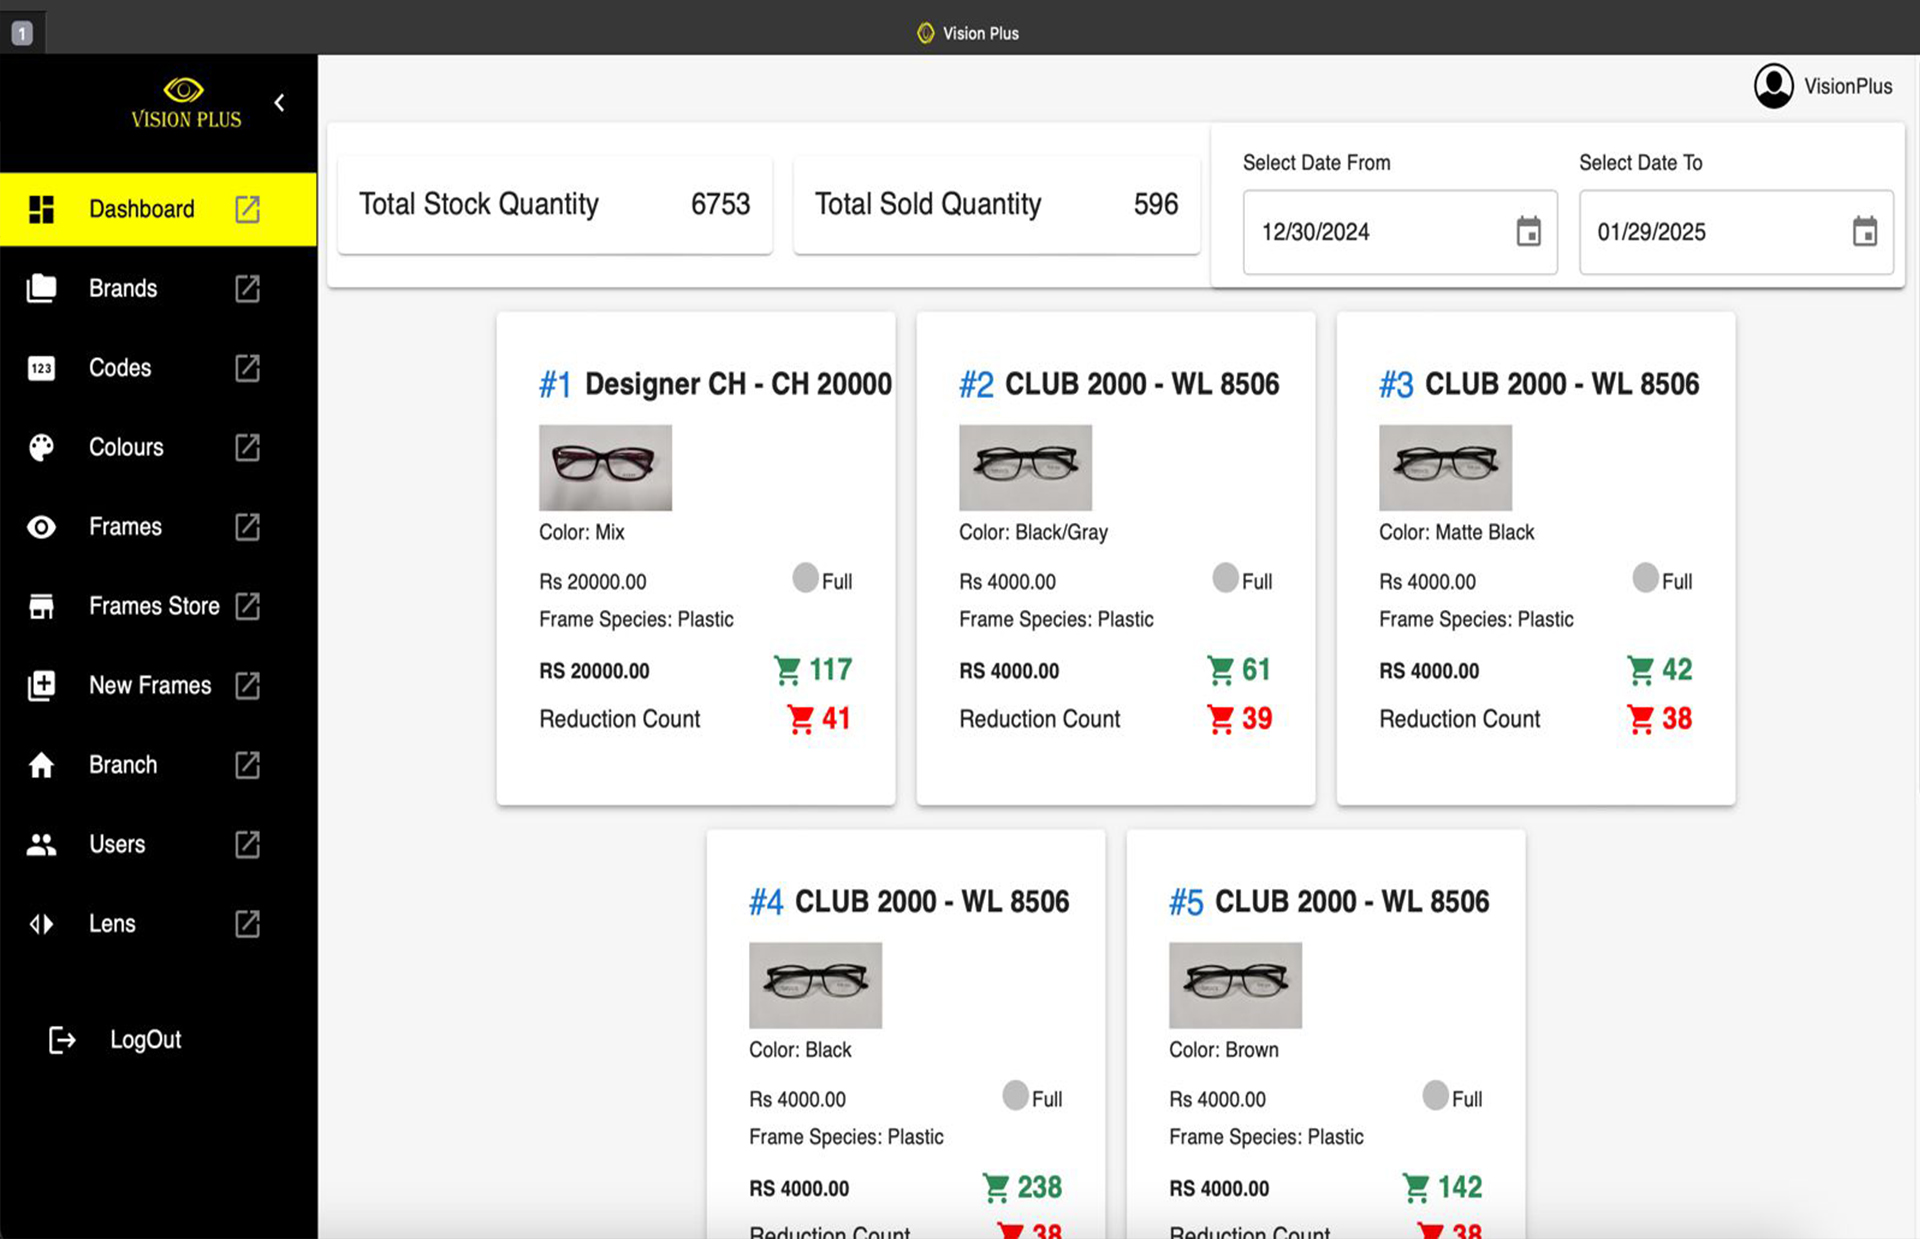 1
Vision Plus
VISION PLUS
VisionPlus
Dashboard
Brands
123
Codes
Colours
Frames
Frames Store
New Frames
Branch
Users
Lens
LogOut
Total Stock Quantity 6753
Total Sold Quantity 596
Select Date From
12/30/2024
Select Date To
01/29/2025
#1 Designer CH - CH 20000
Color: Mix
Rs 20000.00 Full
Frame Species: Plastic
RS 20000.00 117
Reduction Count 41
#2 CLUB 2000 - WL 8506
Color: Black/Gray
Rs 4000.00 Full
Frame Species: Plastic
RS 4000.00 61
Reduction Count 39
#3 CLUB 2000 - WL 8506
Color: Matte Black
Rs 4000.00 Full
Frame Species: Plastic
RS 4000.00 42
Reduction Count 38
#4 CLUB 2000 - WL 8506
Color: Black
Rs 4000.00 Full
Frame Species: Plastic
RS 4000.00 238
Reduction Count 38
#5 CLUB 2000 - WL 8506
Color: Brown
Rs 4000.00 Full
Frame Species: Plastic
RS 4000.00 142
Reduction Count 38